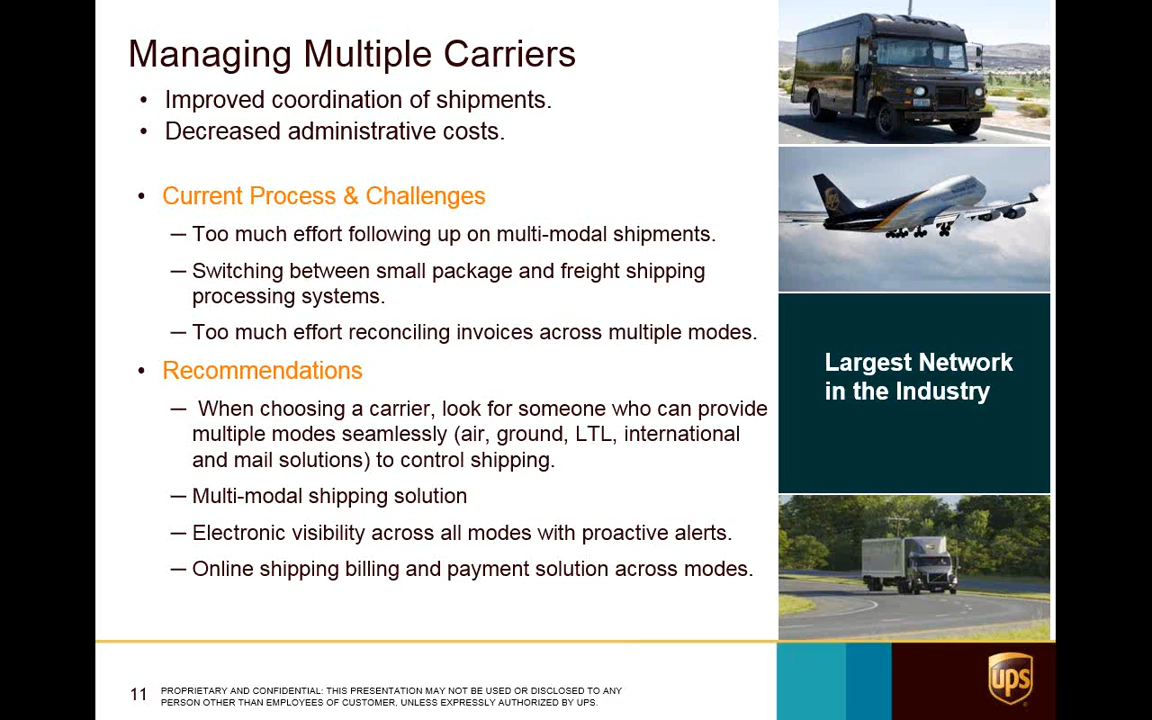 Managing Multiple Carriers
• Improved coordination of shipments.
• Decreased administrative costs.
• Current Process & Challenges
— Too much effort following up on multi-modal shipments.
— Switching between small package and freight shipping
processing systems.
— Too much effort reconciling invoices across multiple modes.
• Recommendations
— When choosing a carrier, look for someone who can provide
multiple modes seamlessly (air, ground, LTL, international
and mail solutions) to control shipping.
— Multi-modal shipping solution
— Electronic visibility across all modes with proactive alerts.
— Online shipping billing and payment solution across modes.
ups
Largest Network
in the Industry
11
PROPRIETARY AND CONFIDENTIAL: THIS PRESENTATION MAY NOT BE USED OR DISCLOSED TO ANY
PERSON OTHER THAN EMPLOYEES OF CUSTOMER, UNLESS EXPRESSLY AUTHORIZED BY UPS.
ups